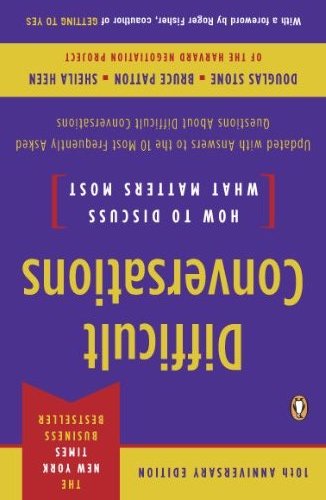 10th ANNIVERSARY EDITION
THE
NEW YORK
TIMES
BUSINESS
BESTSELLER
Difficult
Conversations
HOW TO DISCUSS
WHAT MATTERS MOST
Updated with Answers to the 10 Most Frequently Asked
Questions About Difficult Conversations
DOUGLAS STONE ▪ BRUCE PATTON ▪ SHEILA HEEN
OF THE HARVARD NEGOTIATION PROJECT
With a foreword by Roger Fisher, coauthor of GETTING TO YES